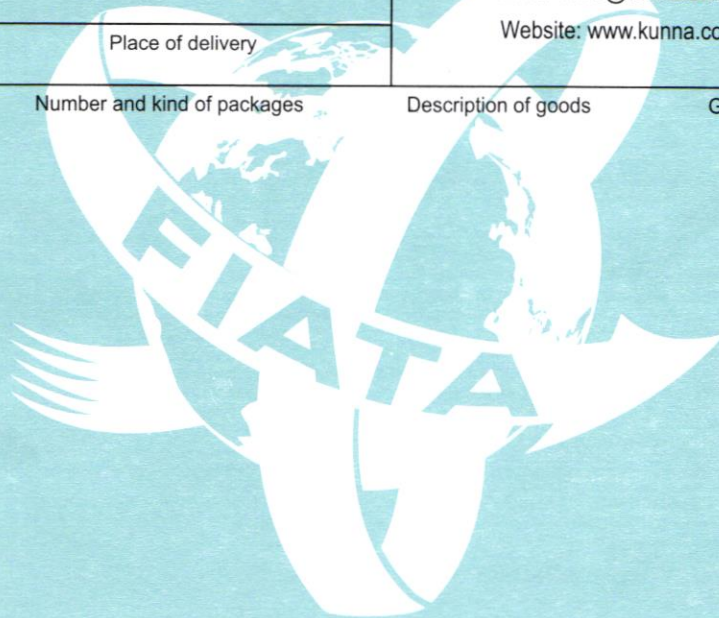 Website: www.kunna.co
Place of delivery
Number and kind of packages Description of goods G
FIATA